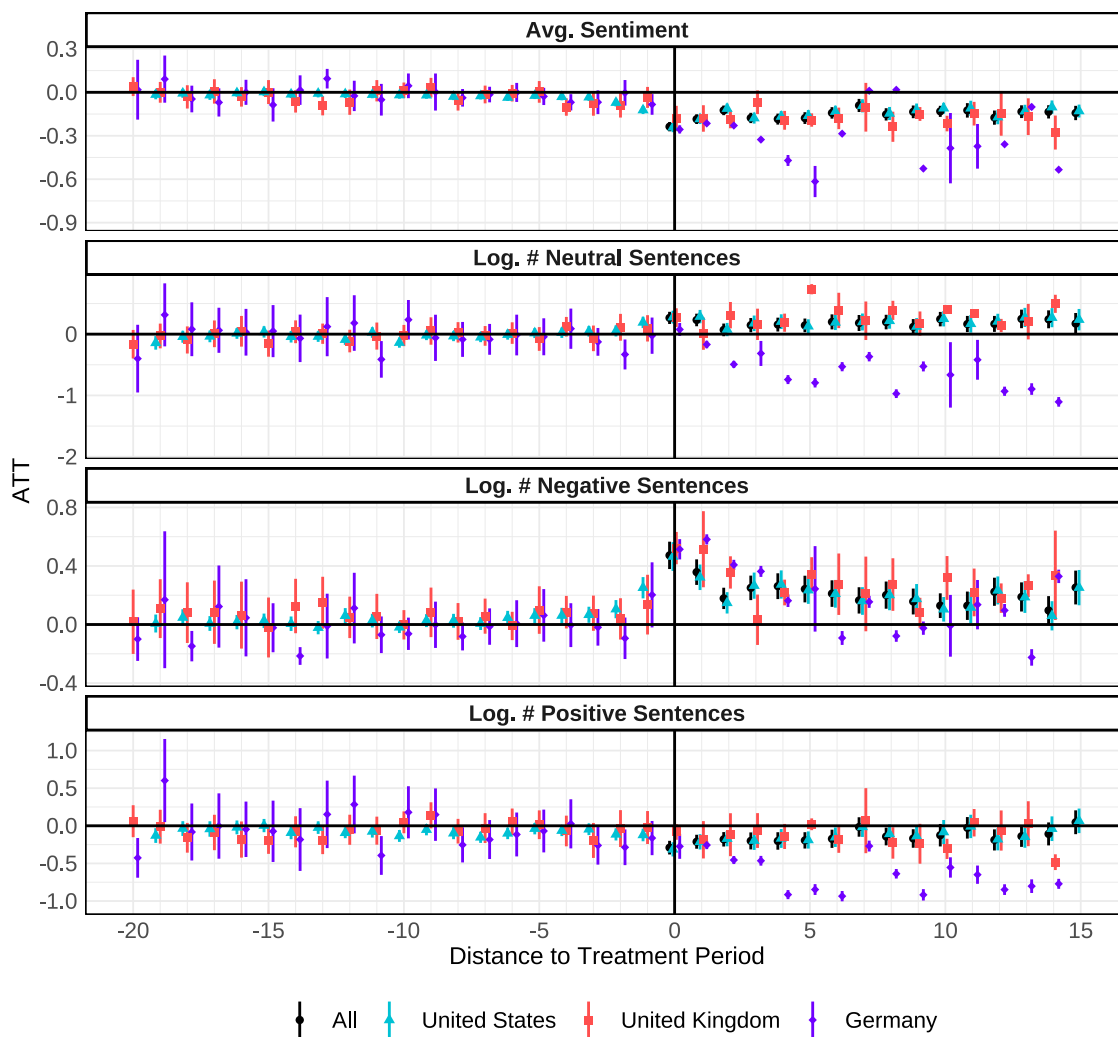 Avg. Sentiment
0.3
0.0
-0.3
-0.6
-0.9
Log. # Neutral Sentences
1
0
-1
-2
Log. # Negative Sentences
0.8
0.4
0.0
-0.4
Log. # Positive Sentences
1.0
0.5
0.0
-0.5
-1.0
ATT
-20 -15 -10 -5 0 5 10 15
Distance to Treatment Period
All United States United Kingdom Germany